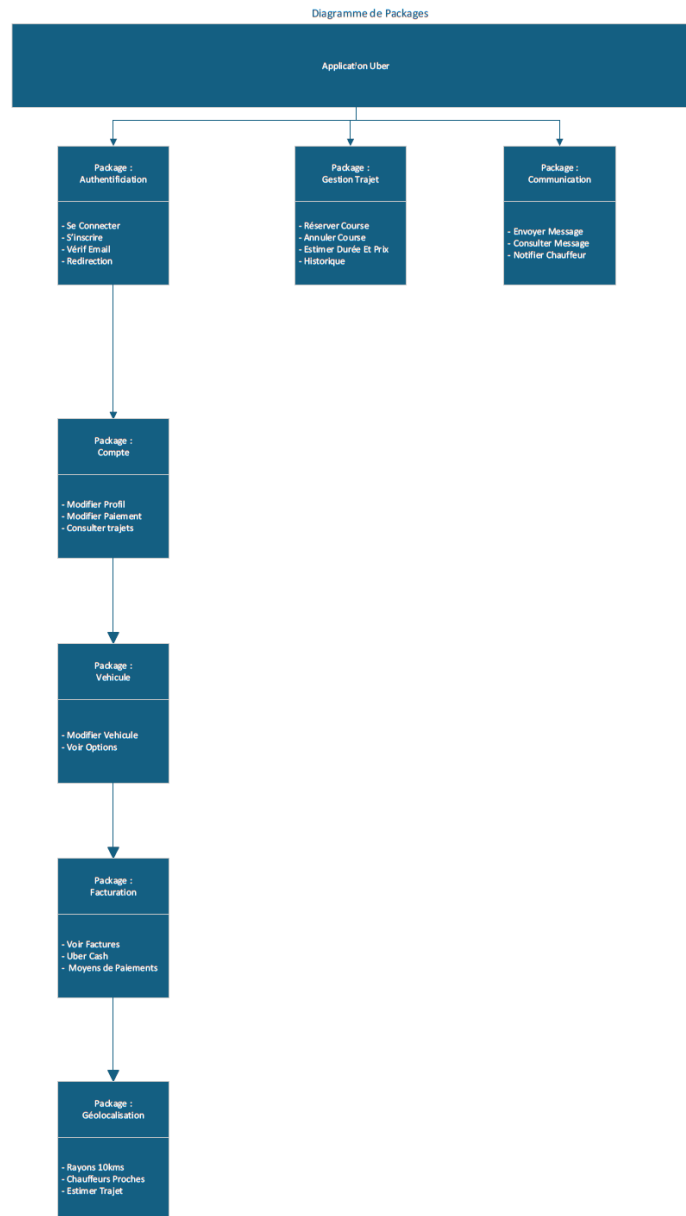 Diagramme de Packages
Application Uber
Package :
Authentificiation
- Se Connecter
- S'inscrire
- Vérif Email
- Redirection
Package :
Gestion Trajet
- Réserver Course
- Annuler Course
- Estimer Durée Et Prix
- Historique
Package :
Communication
- Envoyer Message
- Consulter Message
- Notifier Chauffeur
Package :
Compte
- Modifier Profil
- Modifier Paiement
- Consulter trajets
Package :
Vehicule
- Modifier Vehicule
- Voir Options
Package :
Facturation
- Voir Factures
- Uber Cash
- Moyens de Paiements
Package :
Géolocalisation
- Rayons 10kms
- Chauffeurs Proches
- Estimer Trajet